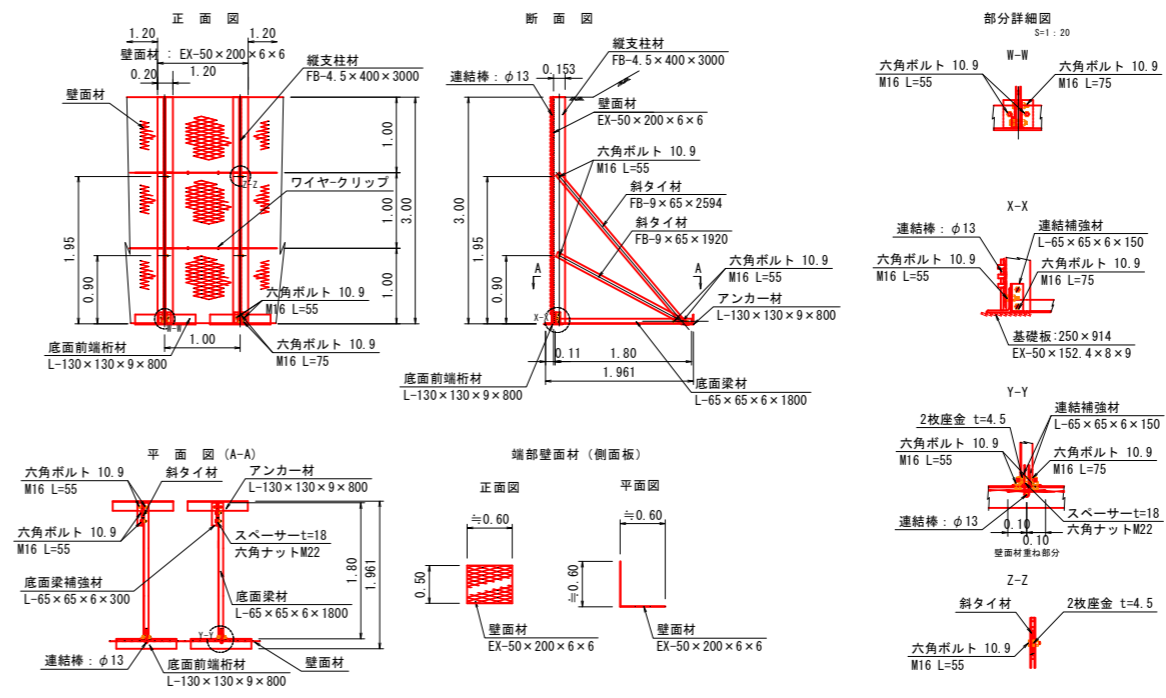 正 面 図
1.20
1.20
壁面材 : EX-50×200×6×6
0.20
1.20
縦支柱材
FB-4.5×400×3000
壁面材
Z-Z
ワイヤ-クリップ
1.00
1.00
1.00
3.00
1.95
0.90
六角ボルト 10.9
M16 L=55
W-W
1.00
底面前端桁材
L-130×130×9×800
六角ボルト 10.9
M16 L=75
断 面 図
縦支柱材
FB-4.5×400×3000
0.153
連結棒：φ13
壁面材
EX-50×200×6×6
六角ボルト 10.9
M16 L=55
斜タイ材
FB-9×65×2594
斜タイ材
FB-9×65×1920
3.00
1.95
0.90
A
A
六角ボルト 10.9
M16 L=55
アンカー材
L-130×130×9×800
X-X
0.11
1.80
1.961
底面前端桁材
L-130×130×9×800
底面梁材
L-65×65×6×1800
部分詳細図
S=1：20
W-W
六角ボルト 10.9
M16 L=55
六角ボルト 10.9
M16 L=75
X-X
連結棒：φ13
連結補強材
L-65×65×6×150
六角ボルト 10.9
M16 L=55
六角ボルト 10.9
M16 L=75
基礎板:250×914
EX-50×152.4×8×9
Y-Y
2枚座金 t=4.5
連結補強材
L-65×65×6×150
六角ボルト 10.9
M16 L=55
六角ボルト 10.9
M16 L=75
連結棒：φ13
スペーサーt=18
六角ナットM22
0.10
0.10
壁面材重ね部分
Z-Z
斜タイ材
2枚座金 t=4.5
六角ボルト 10.9
M16 L=55
平 面 図 (A-A)
六角ボルト 10.9
M16 L=55
斜タイ材
アンカー材
L-130×130×9×800
六角ボルト 10.9
M16 L=55
スペーサーt=18
六角ナットM22
底面梁補強材
L-65×65×6×300
底面梁材
L-65×65×6×1800
1.80
1.961
Y-Y
連結棒：φ13
底面前端桁材
L-130×130×9×800
壁面材
端部壁面材（側面板）
正面図
≒0.60
0.50
壁面材
EX-50×200×6×6
平面図
≒0.60
≒0.60
壁面材
EX-50×200×6×6